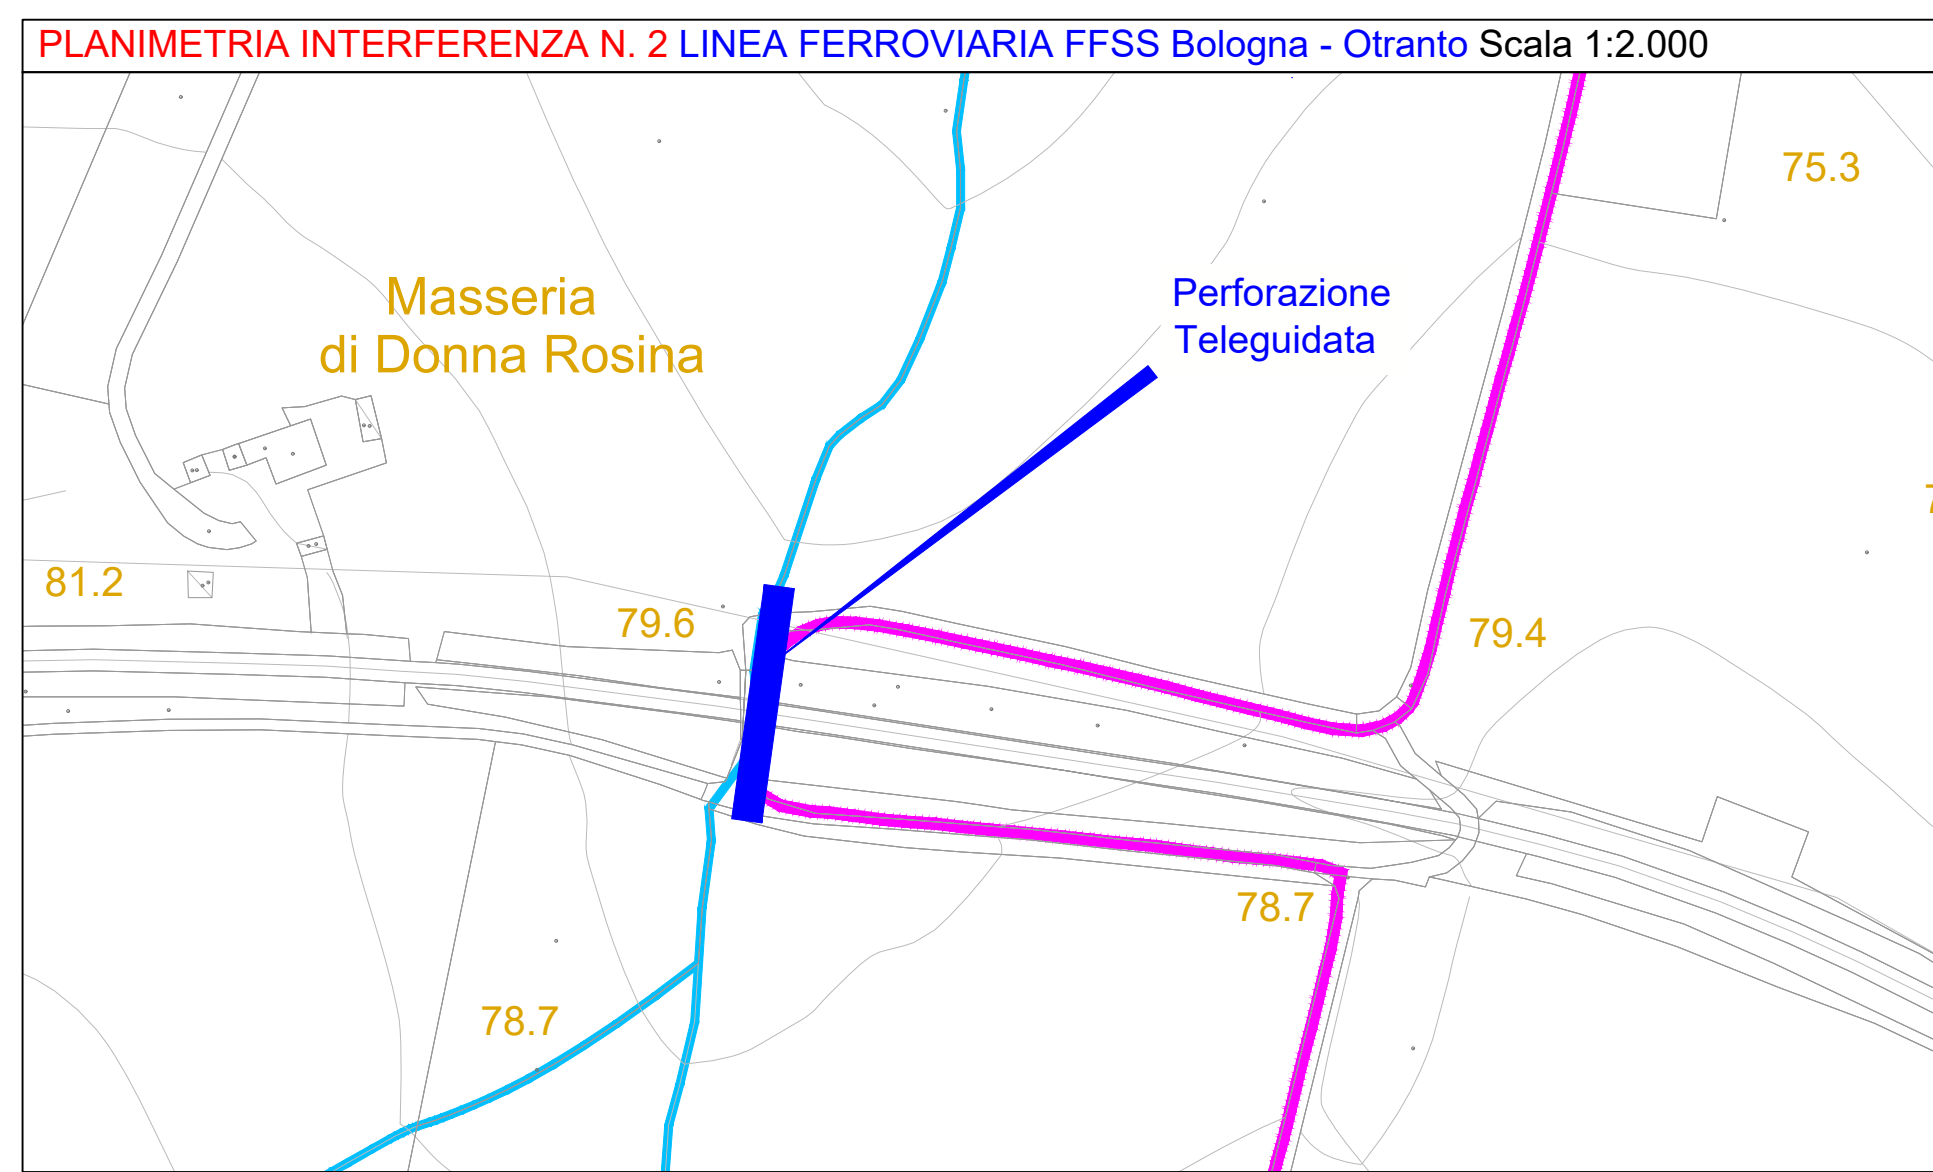 PLANIMETRIA INTERFERENZA N. 2 LINEA FERROVIARIA FFSS Bologna - Otranto Scala 1:2.000
75.3
Masseria
di Donna Rosina
Perforazione
Teleguidata
81.2
79.6
79.4
78.7
78.7